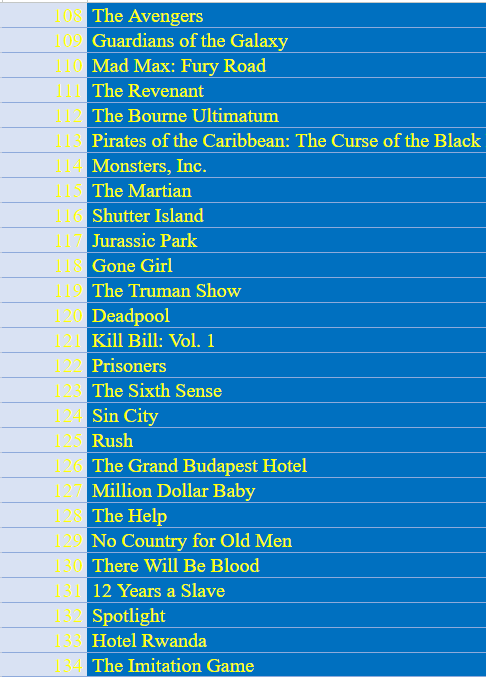 108 The Avengers
109 Guardians of the Galaxy
110 Mad Max: Fury Road
111 The Revenant
112 The Bourne Ultimatum
113 Pirates of the Caribbean: The Curse of the Black
114 Monsters, Inc.
115 The Martian
116 Shutter Island
117 Jurassic Park
118 Gone Girl
119 The Truman Show
120 Deadpool
121 Kill Bill: Vol. 1
122 Prisoners
123 The Sixth Sense
124 Sin City
125 Rush
126 The Grand Budapest Hotel
127 Million Dollar Baby
128 The Help
129 No Country for Old Men
130 There Will Be Blood
131 12 Years a Slave
132 Spotlight
133 Hotel Rwanda
134 The Imitation Game